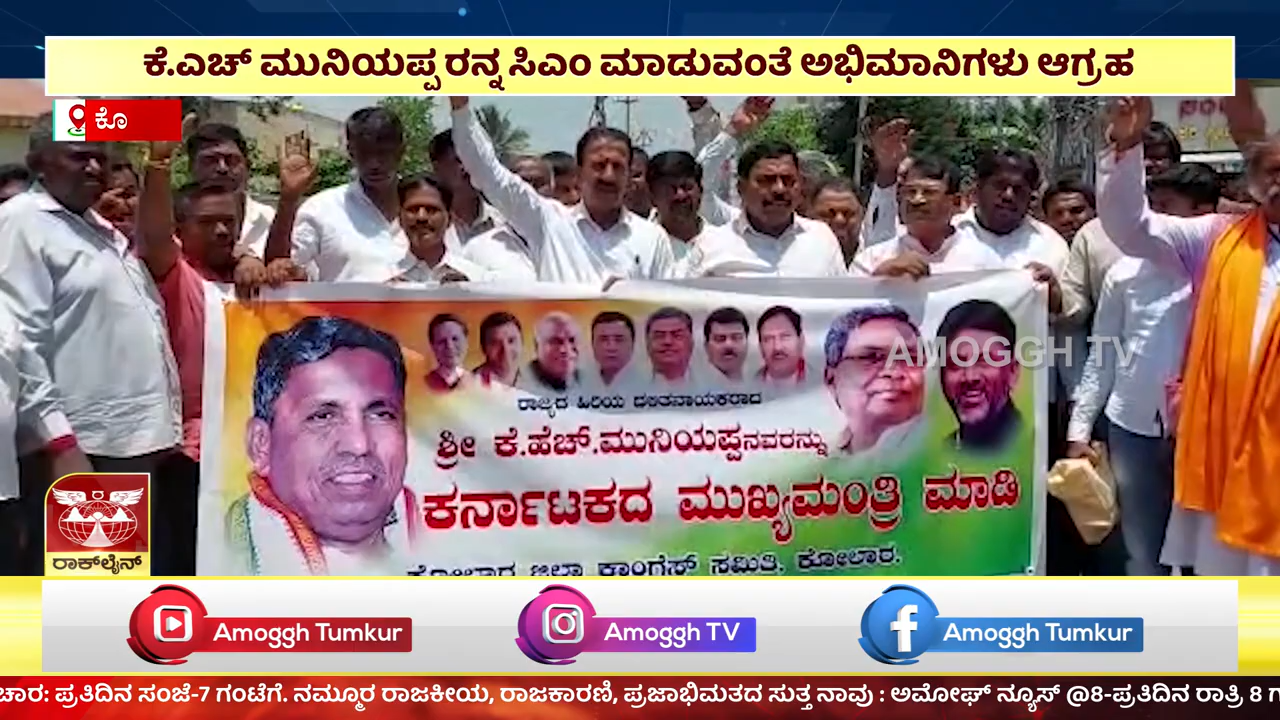 ಕೆ.ಎಚ್ ಮುನಿಯಪ್ಪ ರನ್ನ ಸಿಎಂ ಮಾಡುವಂತೆ ಅಭಿಮಾನಿಗಳು ಆಗ್ರಹ
ಕೊ
AMOGGH TV
ರಾಜ್ಯದ ಹಿರಿಯ ದಲಿತನಾಯಕರಾದ
ಶ್ರೀ ಕೆ.ಹೆಚ್.ಮುನಿಯಪ್ಪನವರನ್ನು
ಕರ್ನಾಟಕದ ಮುಖ್ಯಮಂತ್ರಿ ಮಾಡಿ
ಕೋಲಾರ ಜಿಲ್ಲಾ ಕಾಂಗ್ರೆಸ್ ಸಮಿತಿ, ಕೋಲಾರ.
ರಾಕ್‌ಲೈನ್
Amoggh Tumkur
Amoggh TV
Amoggh Tumkur
ಚಾರ: ಪ್ರತಿದಿನ ಸಂಜೆ-7 ಗಂಟೆಗೆ. ನಮ್ಮೂರ ರಾಜಕೀಯ, ರಾಜಕಾರಣಿ, ಪ್ರಜಾಭಿಮತದ ಸುತ್ತ ನಾವು : ಅಮೋಘ್ ನ್ಯೂಸ್ @8-ಪ್ರತಿದಿನ ರಾತ್ರಿ 8 ಗ